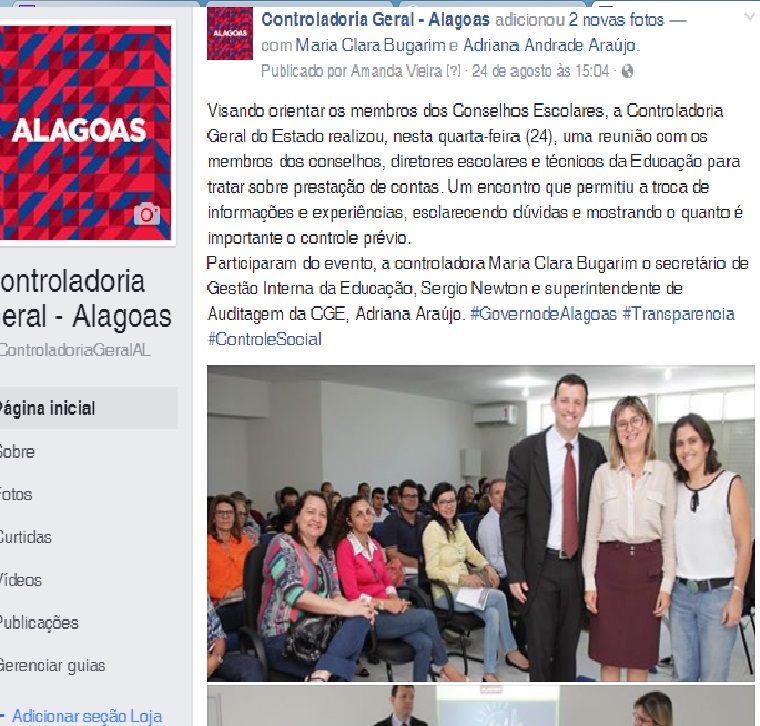 ALAGOAS
ontroladoria
eral - Alagoas
ControladoriaGeralAL
Página inicial
Sobre
Fotos
Curtidas
Vídeos
Publicações
Gerenciar guias
Adicionar seção Loja
ALAGOAS
Controladoria Geral - Alagoas adicionou 2 novas fotos —
com Maria Clara Bugarim e Adriana Andrade Araújo.
Publicado por Amanda Vieira [?] · 24 de agosto às 15:04 ·
Visando orientar os membros dos Conselhos Escolares, a Controladoria
Geral do Estado realizou, nesta quarta-feira (24), uma reunião com os
membros dos conselhos, diretores escolares e técnicos da Educação para
tratar sobre prestação de contas. Um encontro que permitiu a troca de
informações e experiências, esclarecendo dúvidas e mostrando o quanto é
importante o controle prévio.
Participaram do evento, a controladora Maria Clara Bugarim o secretário de
Gestão Interna da Educação, Sergio Newton e superintendente de
Auditagem da CGE, Adriana Araújo. #GovernodeAlagoas #Transparencia
#ControleSocial